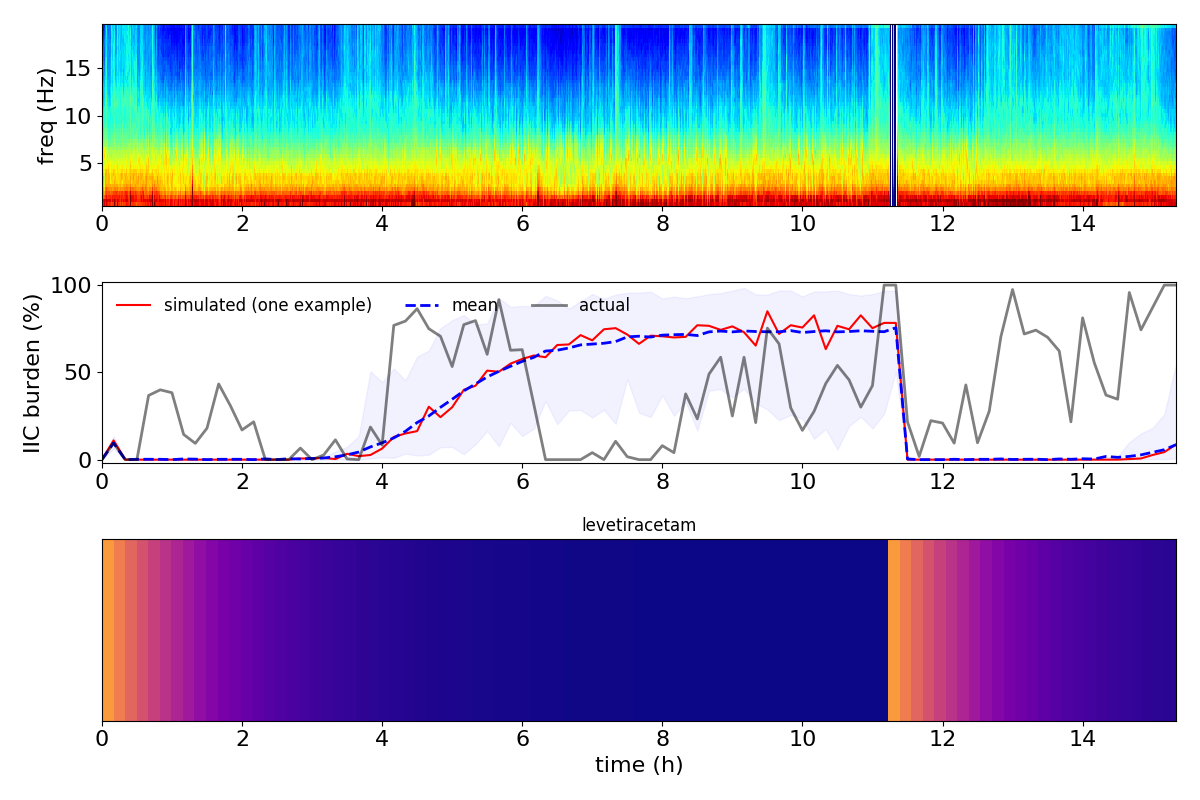 freq (Hz)
15
10
5
0 2 4 6 8 10 12 14
IIC burden (%)
100
50
0
simulated (one example) mean actual
0 2 4 6 8 10 12 14
levetiracetam
0 2 4 6 8 10 12 14
time (h)